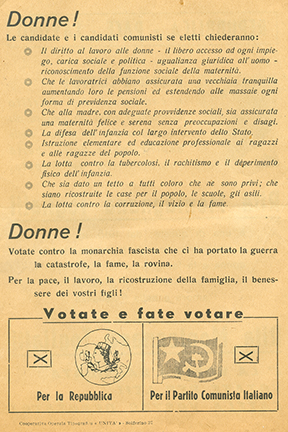 Donne!
Le candidate e i candidati comunisti se eletti chiederanno:
Il diritto al lavoro alle donne - il libero accesso ad ogni impie-
go, carica sociale e politica - uguaglianza giuridica all'uomo -
riconoscimento della funzione sociale della maternità.
Che le lavoratrici abbiano assicurata una vecchiaia tranquilla
aumentando loro le pensioni ed estendendo alle massaie ogni
forma di previdenza sociale.
Che alla madre, con adeguate provvidenze sociali, sia assicurata
una maternità felice e serena senza preoccupazioni e disagi.
La difesa dell'infanzia col largo intervento dello Stato
Istruzione elementare ed educazione professionale ai ragazzi
e alle ragazze del popolo.
La lotta contro la tubercolosi, il rachitismo e il deperimento
fisico dell'infanzia.
Che sia dato un tetto a tutti coloro che ne sono privi; che
siano ricostruite le case per il popolo, le scuole, gli asili.
La lotta contro la corruzione, il vizio e la fame.
Donne!
Votate contro la monarchia fascista che ci ha portato la guerra
la catastrofe, la fame, la rovina.
Per la pace, il lavoro, la ricostruzione della famiglia, il benes-
sere dei vostri figli!
Votate e fate votare
Per la Repubblica
Per il Partito Comunista Italiano
Cooperativa